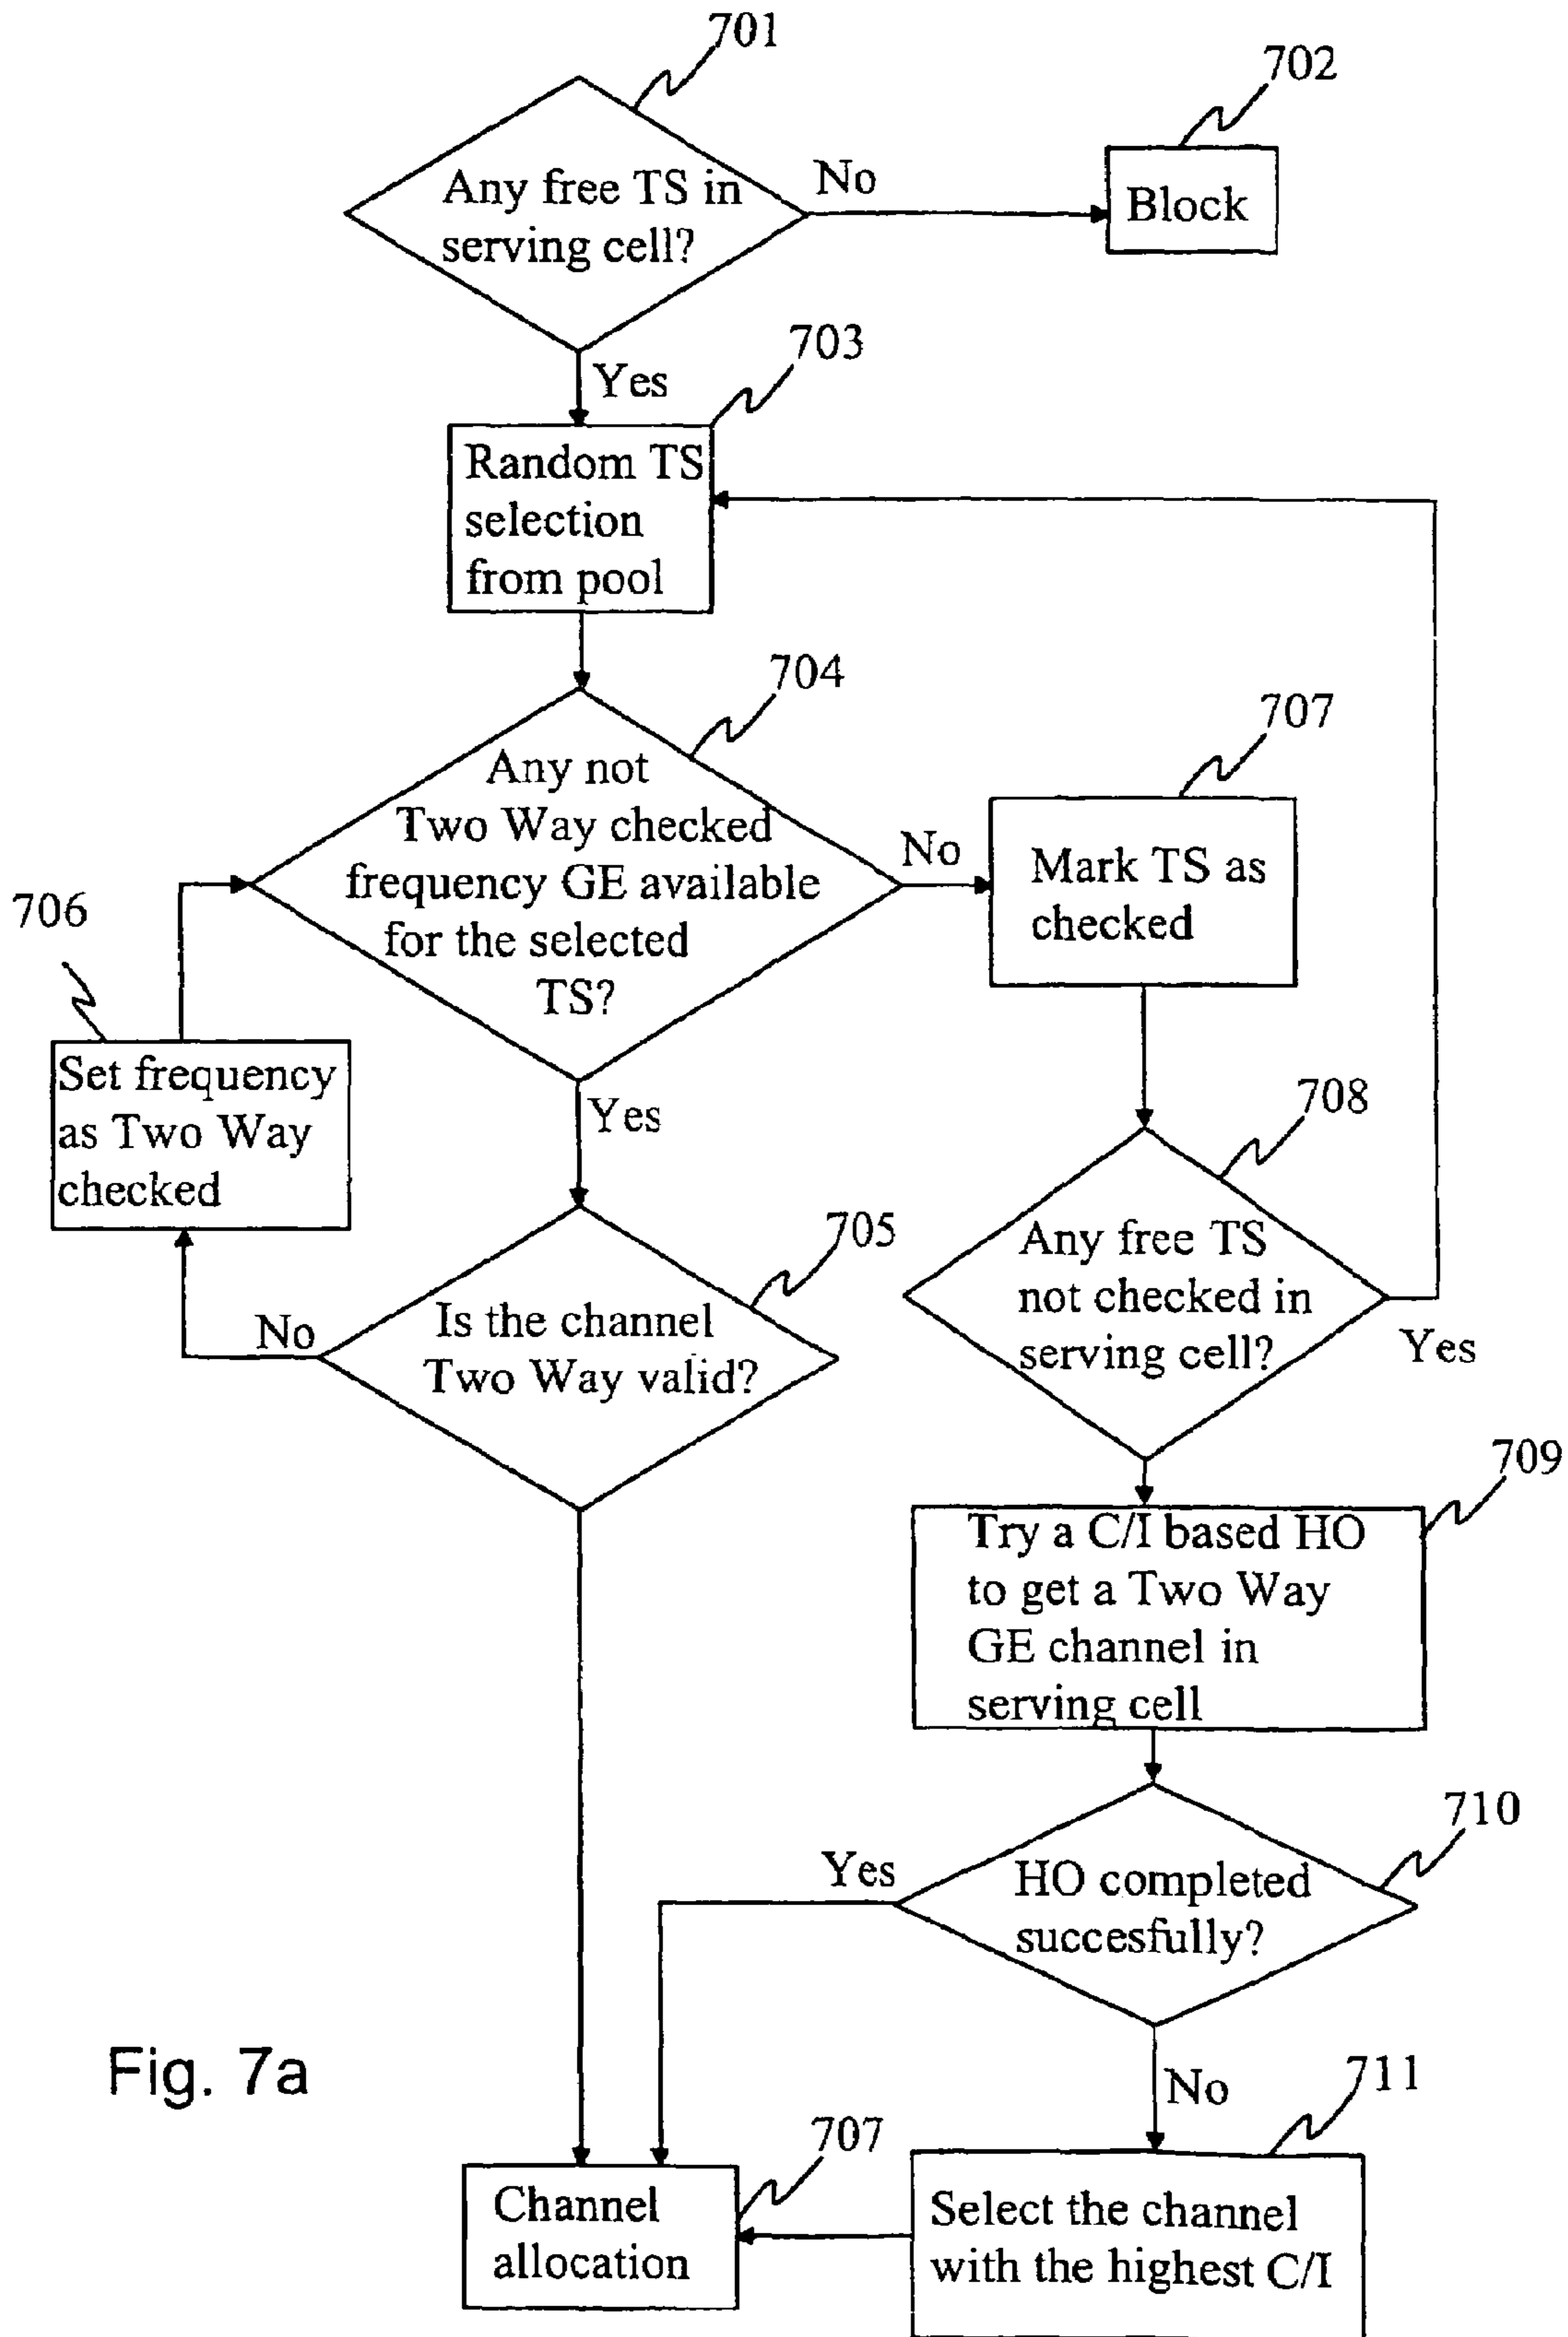 701
702
Any free TS in
serving cell?
No
Block
Yes
703
Random TS
selection
from pool
704
707
Any not
Two Way checked
frequency GE available
for the selected
TS?
No
Mark TS as
checked
706
Set frequency
as Two Way
checked
Yes
708
705
Any free TS
not checked in
serving cell?
Yes
Is the channel
Two Way valid?
No
709
Try a C/I based HO
to get a Two Way
GE channel in
serving cell
710
Yes
HO completed
succesfully?
No
711
Fig. 7a
707
Channel
allocation
Select the channel
with the highest C/I